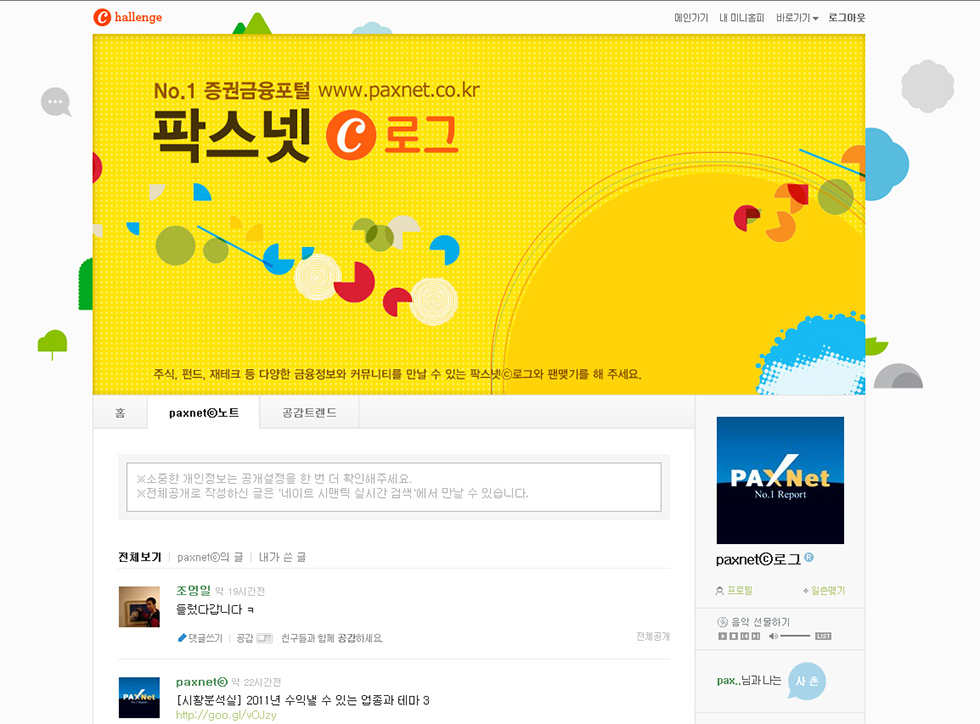 C hallenge
메인가기 내 미니홈피 바로가기 로그아웃
No.1 증권금융포털 www.paxnet.co.kr
팍스넷 C 로그
주식, 펀드, 재테크 등 다양한 금융정보와 커뮤니티를 만날 수 있는 팍스넷ⓒ로그와 팬맺기를 해 주세요.
홈 paxnetⓒ노트 공감트렌드
※소중한 개인정보는 공개설정을 한 번 더 확인해주세요.
※전체공개로 작성하신 글은 '네이트 시맨틱 실시간 검색'에서 만날 수 있습니다.
PAXNet
No.1 Report
paxnetⓒ로그 R
프로필 + 일촌맺기
음악 선물하기
LIST
pax..님과 나는 사촌
전체보기 | paxnetⓒ의 글 | 내가 쓴 글
조영일 약 19시간전
들렸다갑니다 ㅋ
댓글쓰기 | 공감 친구들과 함께 공감하세요.
전체공개
PAXNet
No.1 Report
paxnetⓒ 약 22시간전
[시황분석실] 2011년 수익낼 수 있는 업종과 테마 3
http://goo.gl/vOJzy